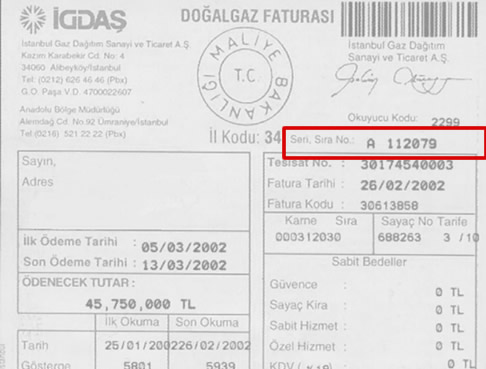 İGDAŞ
DOĞALGAZ FATURASI
İstanbul Gaz Dağıtım Sanayi ve Ticaret A.Ş.
Kazım Karabekir Cd. No: 4
34060 Alibeyköy/İstanbul
Tel: (0212) 626 46 46 (Pbx)
G.O. Paşa V.D. 4700022607
Anadolu Bölge Müdürlüğü
Alemdağ Cd. No.92 Ümraniye/İstanbul
Tel:(0216) 521 22 22 (Pbx)
MALİYE BAKANLIĞI
T.C.
İl Kodu: 34
İstanbul Gaz Dağıtım
Sanayi ve Ticaret A.Ş.
Okuyucu Kodu: 2299
Seri, Sıra No.: A 112079
Tesisat No. : 30174540003
Fatura Tarihi : 26/02/2002
Fatura Kodu : 30613858
Karne Sıra Sayaç No Tarife
000312030 688263 3 /10
Sayın,
Adres
İlk Ödeme Tarihi : 05/03/2002
Son Ödeme Tarihi : 13/03/2002
ÖDENECEK TUTAR :
45,750,000 TL
İlk Okuma Son Okuma
Tarih 25/01/2002 26/02/2002
Gösterge 5801 5939
Sabit Bedeller
Güvence : 0 TL
Sayaç Kira : 0 TL
Sabit Hizmet : 0 TL
Özel Hizmet : 0 TL
KDV ( %18) 0 TL